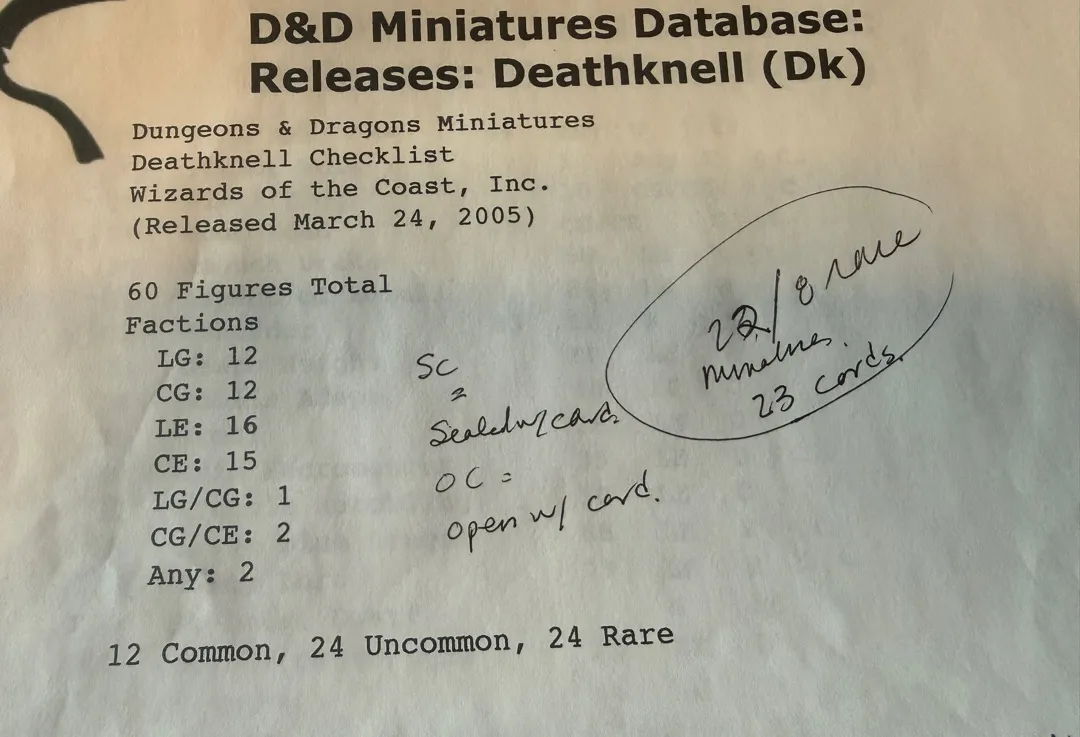 D&D Miniatures Database:
Releases: Deathknell (Dk)
Dungeons & Dragons Miniatures
Deathknell Checklist
Wizards of the Coast, Inc.
(Released March 24, 2005)
60 Figures Total
Factions
LG: 12
CG: 12
LE: 16
CE: 15
LG/CG: 1
CG/CE: 2
Any: 2
SC
=
Sealed w/ card
OC =
open w/ card.
22/8 rare
miniatures.
23 cards.
12 Common, 24 Uncommon, 24 Rare